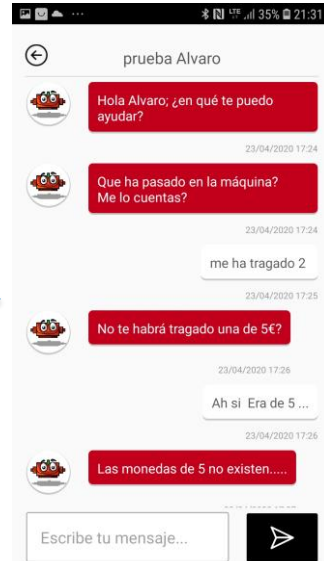 LTE 35% 21:31
prueba Alvaro
Hola Alvaro; ¿en qué te puedo
ayudar?
23/04/2020 17:24
Que ha pasado en la máquina?
Me lo cuentas?
23/04/2020 17:24
me ha tragado 2
23/04/2020 17:25
No te habrá tragado una de 5€?
23/04/2020 17:26
Ah si Era de 5 ...
23/04/2020 17:26
Las monedas de 5 no existen.....
Escribe tu mensaje...